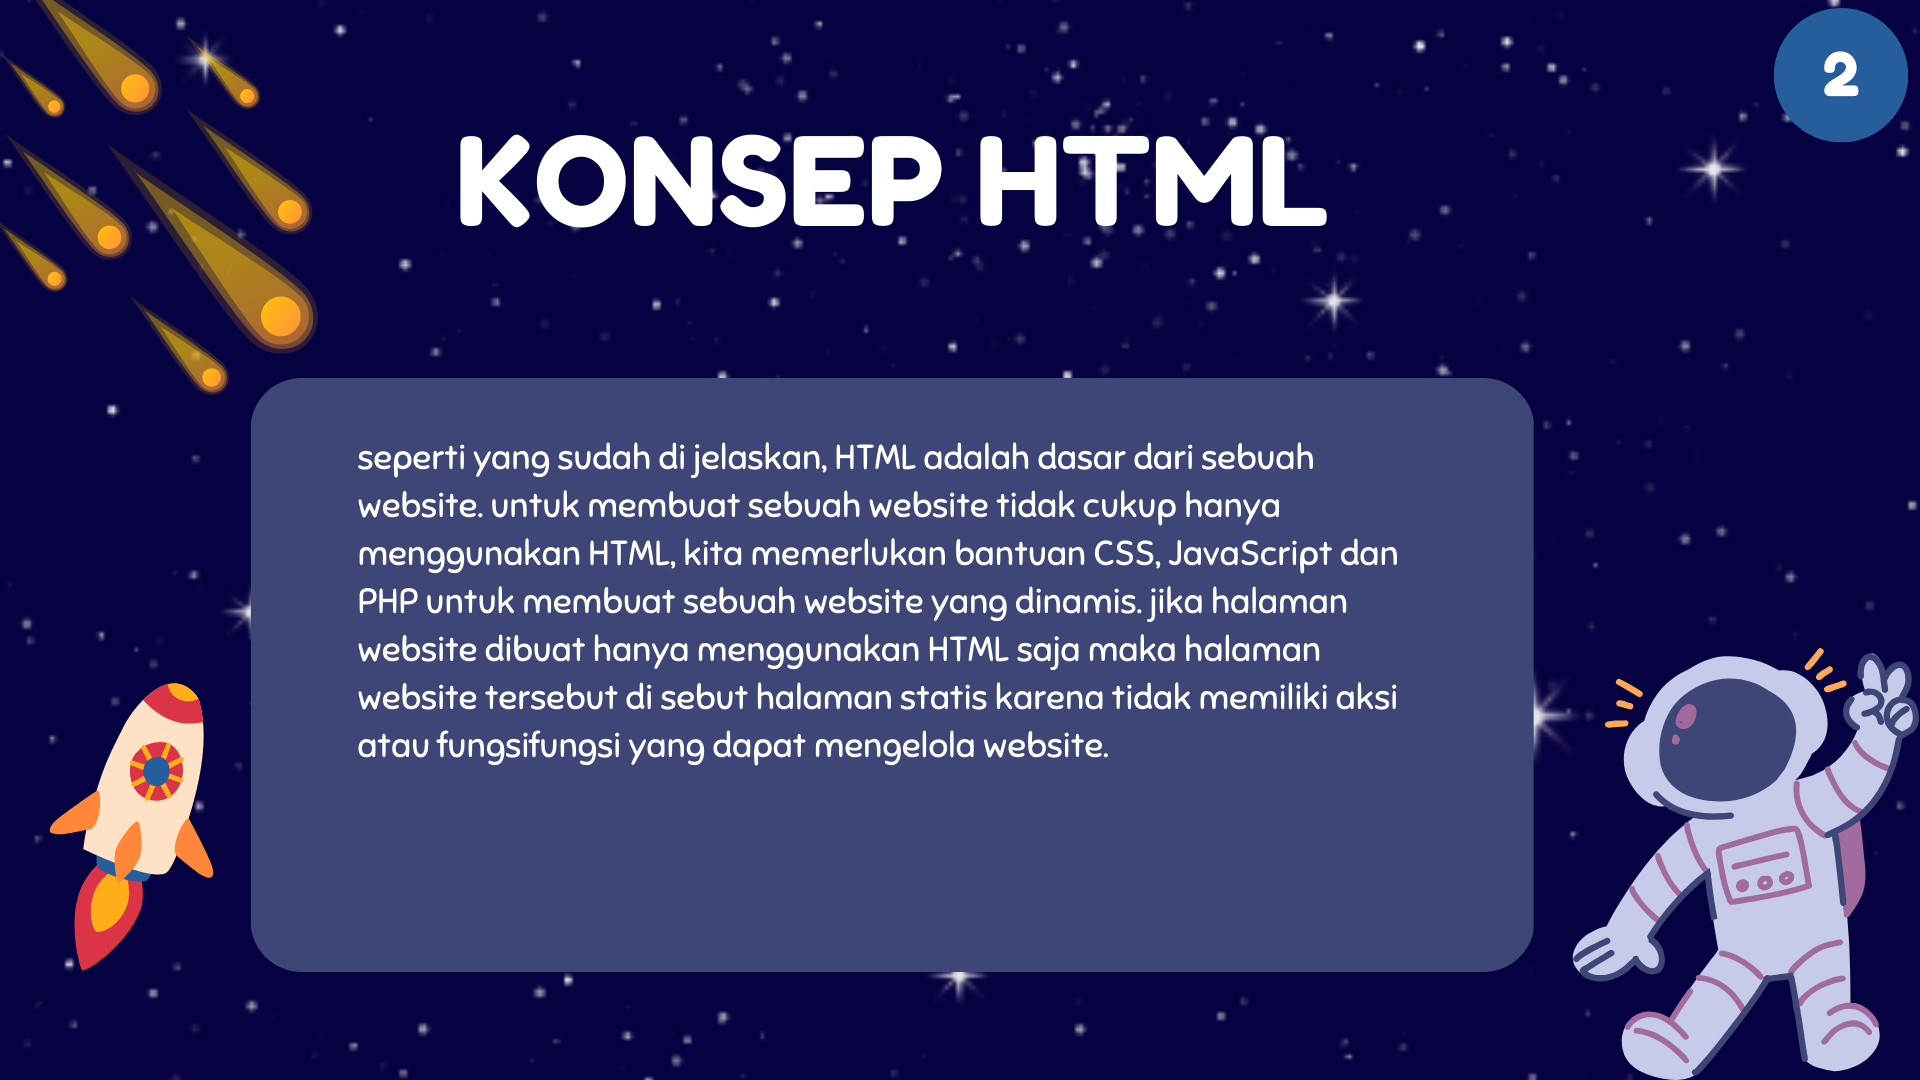 2
KONSEP HTML
seperti yang sudah di jelaskan, HTML adalah dasar dari sebuah
website. untuk membuat sebuah website tidak cukup hanya
menggunakan HTML, kita memerlukan bantuan CSS, JavaScript dan
PHP untuk membuat sebuah website yang dinamis. jika halaman
website dibuat hanya menggunakan HTML saja maka halaman
website tersebut di sebut halaman statis karena tidak memiliki aksi
atau fungsifungsi yang dapat mengelola website.